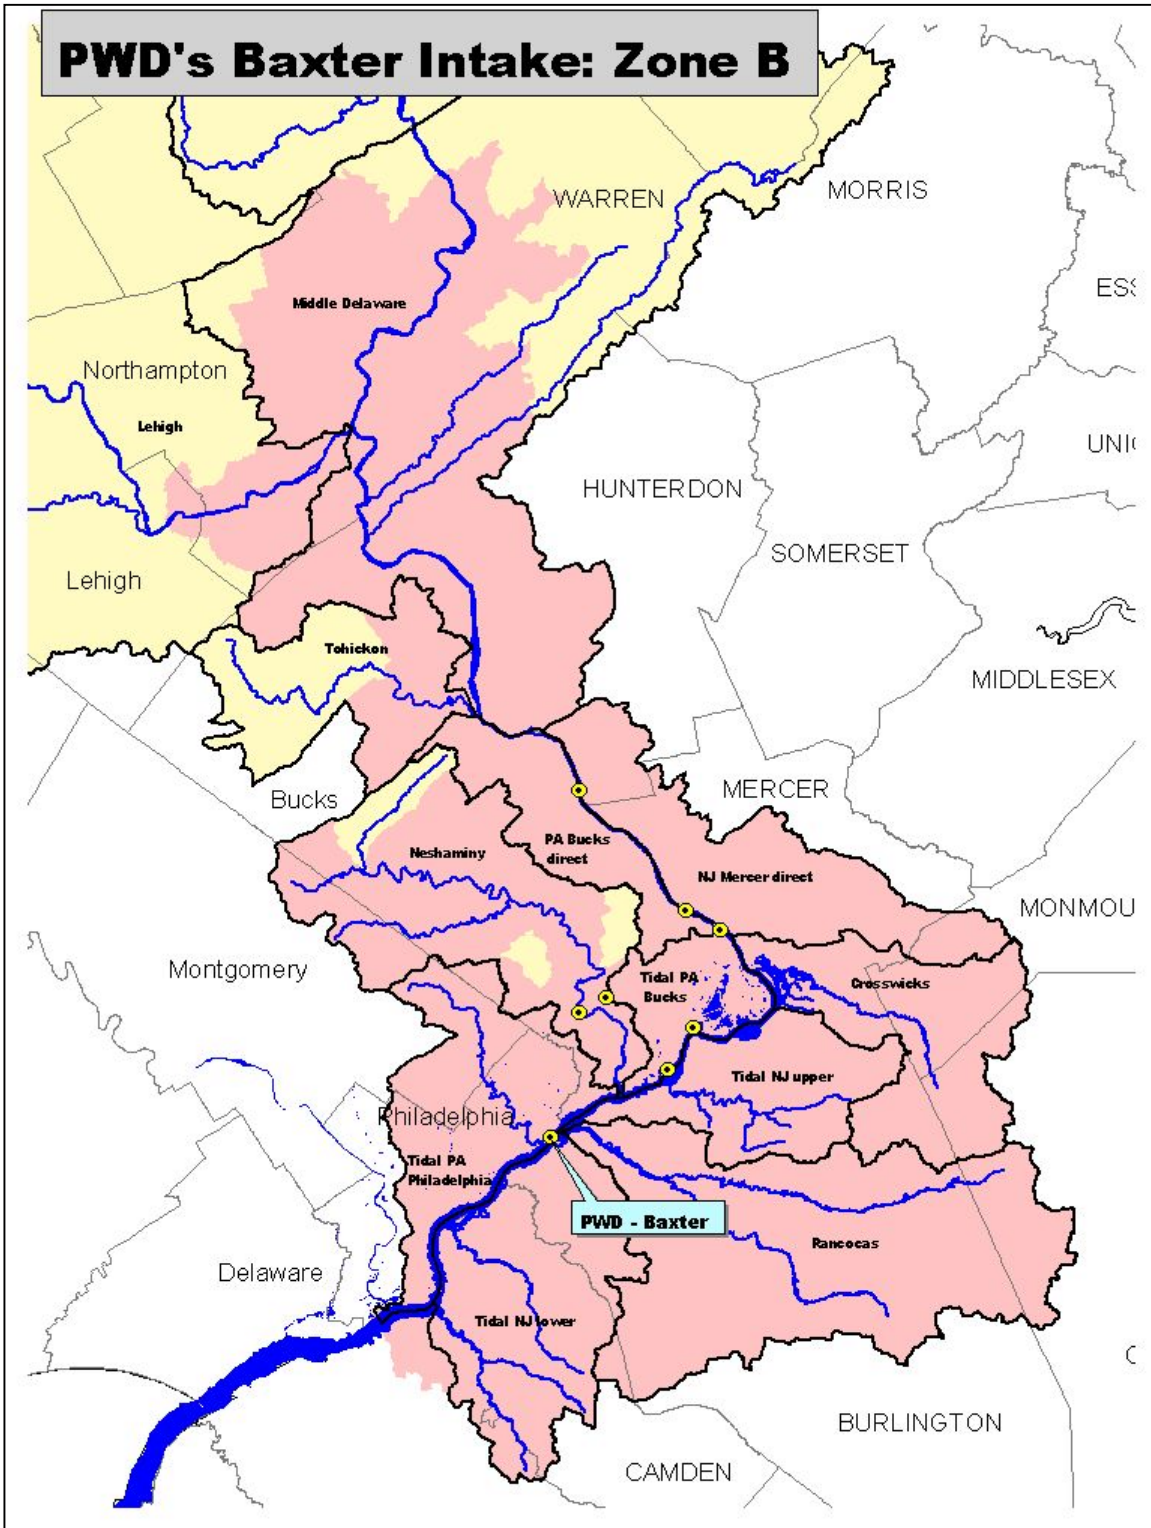 PWD's Baxter Intake: Zone B
WARREN
MORRIS
ESS
Middle Delaware
Northampton
Lehigh
UNI
HUNTERDON
SOMERSET
Lehigh
Tohickon
MIDDLESEX
Bucks
MERCER
PA Bucks
direct
Neshaminy
NJ Mercer direct
MONMOU
Montgomery
Tidal PA
Bucks
Crosswicks
Tidal NJ upper
Philadelphia
Tidal PA
Philadelphia
PWD - Baxter
Rancocas
Delaware
Tidal NJ lower
BURLINGTON
CAMDEN